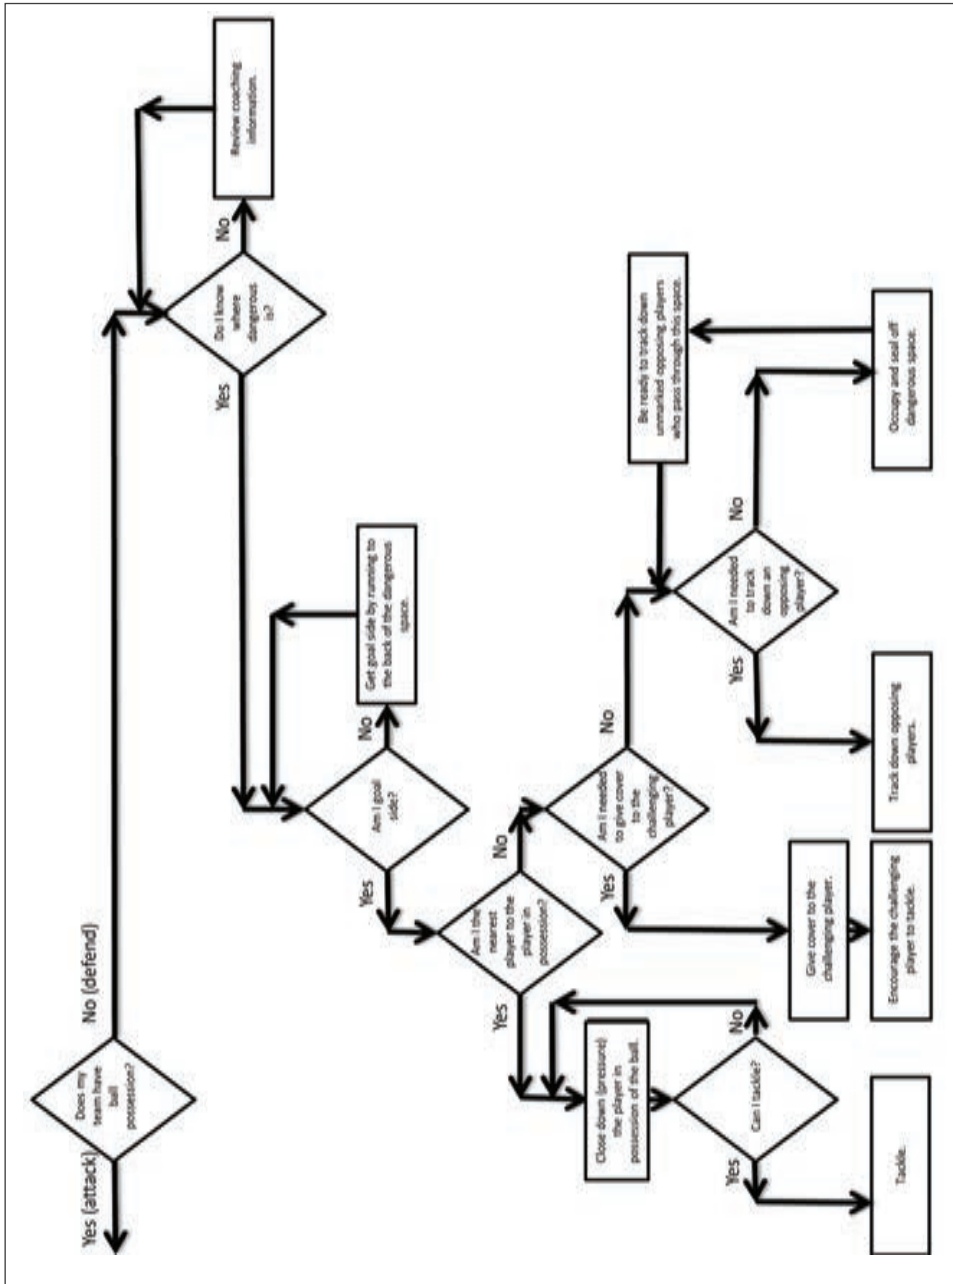 Does my
team have
ball
possession?
Yes (attack)
No (defend)
Do I know
where
dangerous
is?
No
Review coaching
information.
Yes
Am I goal
side?
No
Get goal side by running to
the back of the dangerous
space.
Yes
Am I the
nearest
player to the
player in
possession?
Yes
No
Close down (pressure)
the player in
possession of the ball.
Can I tackle?
No
Yes
Tackle.
Am I needed
to give cover
to the
challenging
player?
Yes
No
Give cover to the
challenging player.
Encourage the challenging
player to tackle.
Am I needed
to track
down an
opposing
player?
Yes
No
Track down opposing
players.
Occupy and seal off
dangerous space.
Be ready to track down
unmarked opposing players
who pass through this space.